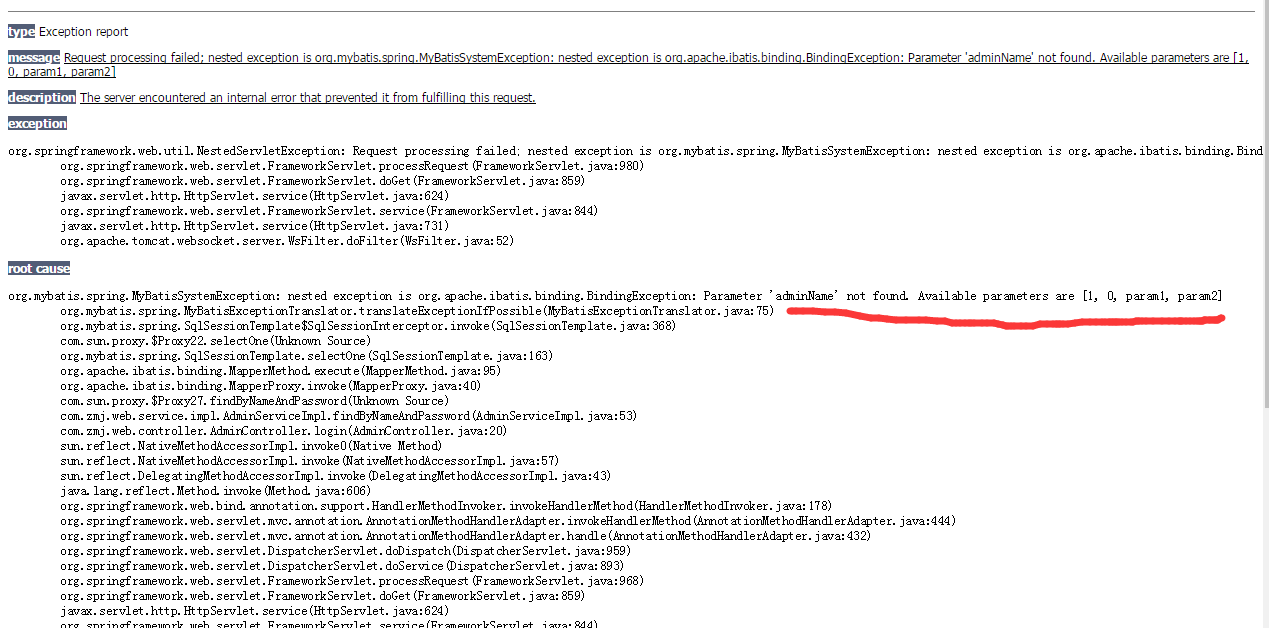 type Exception report
message Request processing failed; nested exception is org.mybatis.spring.MyBatisSystemException: nested exception is org.apache.ibatis.binding.BindingException: Parameter 'adminName' not found. Available parameters are [1,
0, param1, param2]
description The server encountered an internal error that prevented it from fulfilling this request.
exception
org.springframework.web.util.NestedServletException: Request processing failed; nested exception is org.mybatis.spring.MyBatisSystemException: nested exception is org.apache.ibatis.binding.Bind
org.springframework.web.servlet.FrameworkServlet.processRequest(FrameworkServlet.java:980)
org.springframework.web.servlet.FrameworkServlet.doGet(FrameworkServlet.java:859)
javax.servlet.http.HttpServlet.service(HttpServlet.java:624)
org.springframework.web.servlet.FrameworkServlet.service(FrameworkServlet.java:844)
javax.servlet.http.HttpServlet.service(HttpServlet.java:731)
org.apache.tomcat.websocket.server.WsFilter.doFilter(WsFilter.java:52)
root cause
org.mybatis.spring.MyBatisSystemException: nested exception is org.apache.ibatis.binding.BindingException: Parameter 'adminName' not found. Available parameters are [1, 0, param1, param2]
org.mybatis.spring.MyBatisExceptionTranslator.translateExceptionIfPossible(MyBatisExceptionTranslator.java:75)
org.mybatis.spring.SqlSessionTemplate$SqlSessionInterceptor.invoke(SqlSessionTemplate.java:368)
com.sun.proxy.$Proxy22.selectOne(Unknown Source)
org.mybatis.spring.SqlSessionTemplate.selectOne(SqlSessionTemplate.java:163)
org.apache.ibatis.binding.MapperMethod.execute(MapperMethod.java:95)
org.apache.ibatis.binding.MapperProxy.invoke(MapperProxy.java:40)
com.sun.proxy.$Proxy27.findByNameAndPassword(Unknown Source)
com.zmj.web.service.impl.AdminServiceImpl.findByNameAndPassword(AdminServiceImpl.java:53)
com.zmj.web.controller.AdminController.login(AdminController.java:20)
sun.reflect.NativeMethodAccessorImpl.invoke0(Native Method)
sun.reflect.NativeMethodAccessorImpl.invoke(NativeMethodAccessorImpl.java:57)
sun.reflect.DelegatingMethodAccessorImpl.invoke(DelegatingMethodAccessorImpl.java:43)
java.lang.reflect.Method.invoke(Method.java:606)
org.springframework.web.bind.annotation.support.HandlerMethodInvoker.invokeHandlerMethod(HandlerMethodInvoker.java:178)
org.springframework.web.servlet.mvc.annotation.AnnotationMethodHandlerAdapter.invokeHandlerMethod(AnnotationMethodHandlerAdapter.java:444)
org.springframework.web.servlet.mvc.annotation.AnnotationMethodHandlerAdapter.handle(AnnotationMethodHandlerAdapter.java:432)
org.springframework.web.servlet.DispatcherServlet.doDispatch(DispatcherServlet.java:959)
org.springframework.web.servlet.DispatcherServlet.doService(DispatcherServlet.java:893)
org.springframework.web.servlet.FrameworkServlet.processRequest(FrameworkServlet.java:968)
org.springframework.web.servlet.FrameworkServlet.doGet(FrameworkServlet.java:859)
javax.servlet.http.HttpServlet.service(HttpServlet.java:624)
org.springframework.web.servlet.FrameworkServlet.service(FrameworkServlet.java:844)